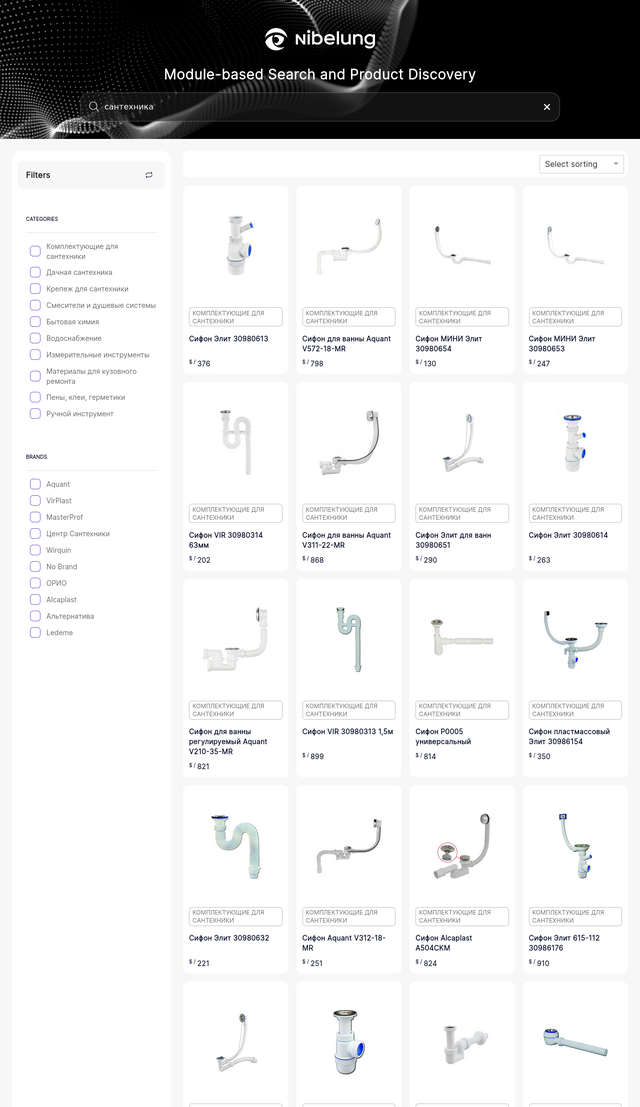 Nibelung
Module-based Search and Product Discovery
сантехника
Filters
Select sorting
CATEGORIES
Комплектующие для
сантехники
Дачная сантехника
Крепеж для сантехники
Смесители и душевые системы
Бытовая химия
Водоснабжение
Измерительные инструменты
Материалы для кузовного
ремонта
Пены, клеи, герметики
Ручной инструмент
BRANDS
Aquant
VirPlast
MasterProf
Центр Сантехники
Wirquin
No Brand
ОРИО
Alcaplast
Альтернатива
Ledeme
КОМПЛЕКТУЮЩИЕ ДЛЯ
САНТЕХНИКИ
Сифон Элит 30980613
$ / 376
КОМПЛЕКТУЮЩИЕ ДЛЯ
САНТЕХНИКИ
Сифон для ванны Aquant
V572-18-MR
$ / 798
КОМПЛЕКТУЮЩИЕ ДЛЯ
САНТЕХНИКИ
Сифон МИНИ Элит
30980654
$ / 130
КОМПЛЕКТУЮЩИЕ ДЛЯ
САНТЕХНИКИ
Сифон МИНИ Элит
30980653
$ / 247
КОМПЛЕКТУЮЩИЕ ДЛЯ
САНТЕХНИКИ
Сифон VIR 30980314
63мм
$ / 202
КОМПЛЕКТУЮЩИЕ ДЛЯ
САНТЕХНИКИ
Сифон для ванны Aquant
V311-22-MR
$ / 868
КОМПЛЕКТУЮЩИЕ ДЛЯ
САНТЕХНИКИ
Сифон Элит для ванн
30980651
$ / 290
КОМПЛЕКТУЮЩИЕ ДЛЯ
САНТЕХНИКИ
Сифон Элит 30980614
$ / 263
КОМПЛЕКТУЮЩИЕ ДЛЯ
САНТЕХНИКИ
Сифон для ванны
регулируемый Aquant
V210-35-MR
$ / 821
КОМПЛЕКТУЮЩИЕ ДЛЯ
САНТЕХНИКИ
Сифон VIR 30980313 1,5м
$ / 899
КОМПЛЕКТУЮЩИЕ ДЛЯ
САНТЕХНИКИ
Сифон P0005
универсальный
$ / 814
КОМПЛЕКТУЮЩИЕ ДЛЯ
САНТЕХНИКИ
Сифон пластмассовый
Элит 30986154
$ / 350
КОМПЛЕКТУЮЩИЕ ДЛЯ
САНТЕХНИКИ
Сифон Элит 30980632
$ / 221
КОМПЛЕКТУЮЩИЕ ДЛЯ
САНТЕХНИКИ
Сифон Aquant V312-18-
MR
$ / 251
КОМПЛЕКТУЮЩИЕ ДЛЯ
САНТЕХНИКИ
Сифон Alcaplast
A504CKM
$ / 824
КОМПЛЕКТУЮЩИЕ ДЛЯ
САНТЕХНИКИ
Сифон Элит 615-112
30986176
$ / 910